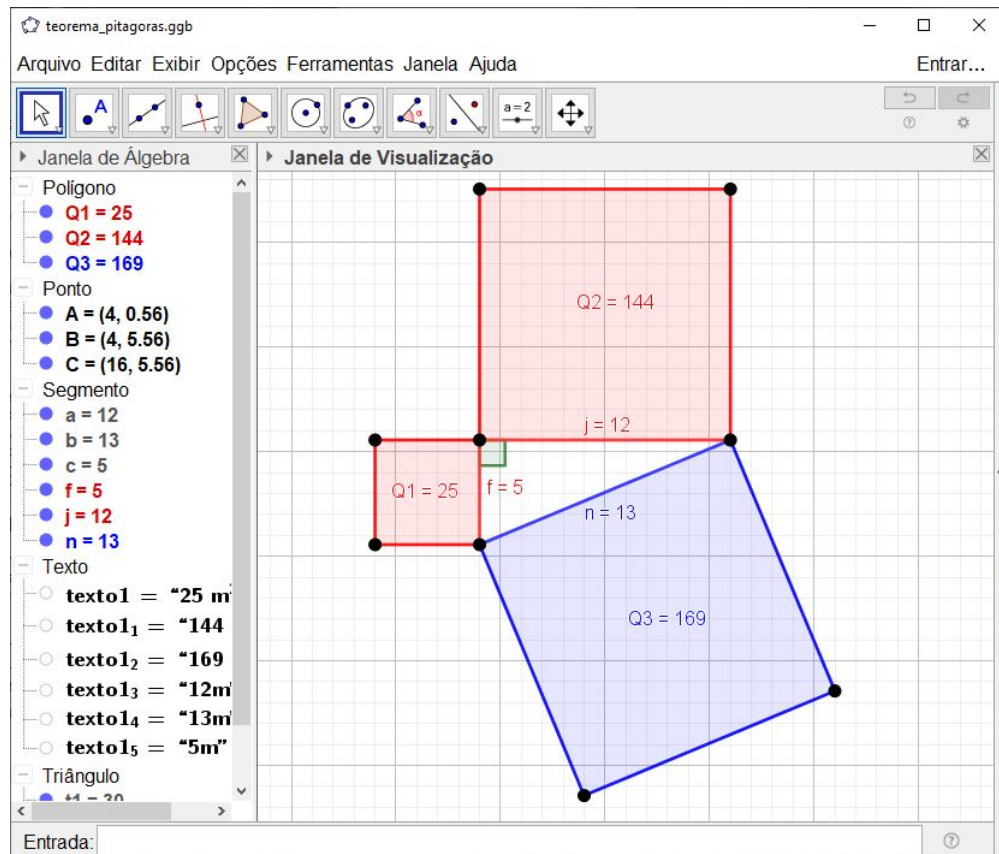 teorema_pitagoras.ggb
Arquivo Editar Exibir Opções Ferramentas Janela Ajuda Entrar...
A α a = 2
Janela de Álgebra
Janela de Visualização
Polígono
Q1 = 25
Q2 = 144
Q3 = 169
Ponto
A = (4, 0.56)
B = (4, 5.56)
C = (16, 5.56)
Segmento
a = 12
b = 13
c = 5
f = 5
j = 12
n = 13
Texto
texto1 = “25 m
texto1₁ = “144
texto1₂ = “169
texto1₃ = “12m
texto1₄ = “13m
texto1₅ = “5m”
Triângulo
t1 = 30
Q2 = 144
j = 12
Q1 = 25
f = 5
n = 13
Q3 = 169
Entrada: